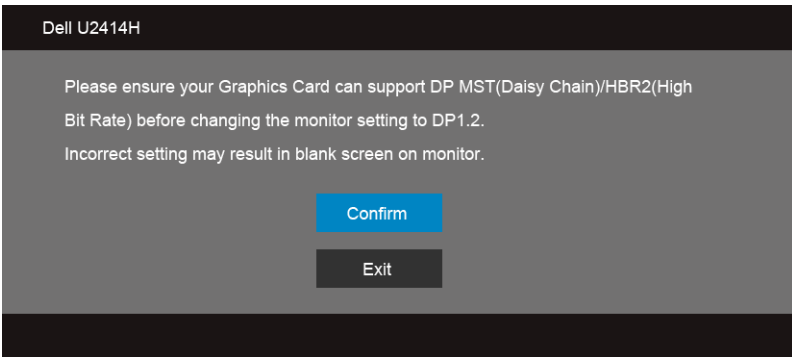 Dell U2414H
Please ensure your Graphics Card can support DP MST(Daisy Chain)/HBR2(High
Bit Rate) before changing the monitor setting to DP1.2.
Incorrect setting may result in blank screen on monitor.
Confirm
Exit